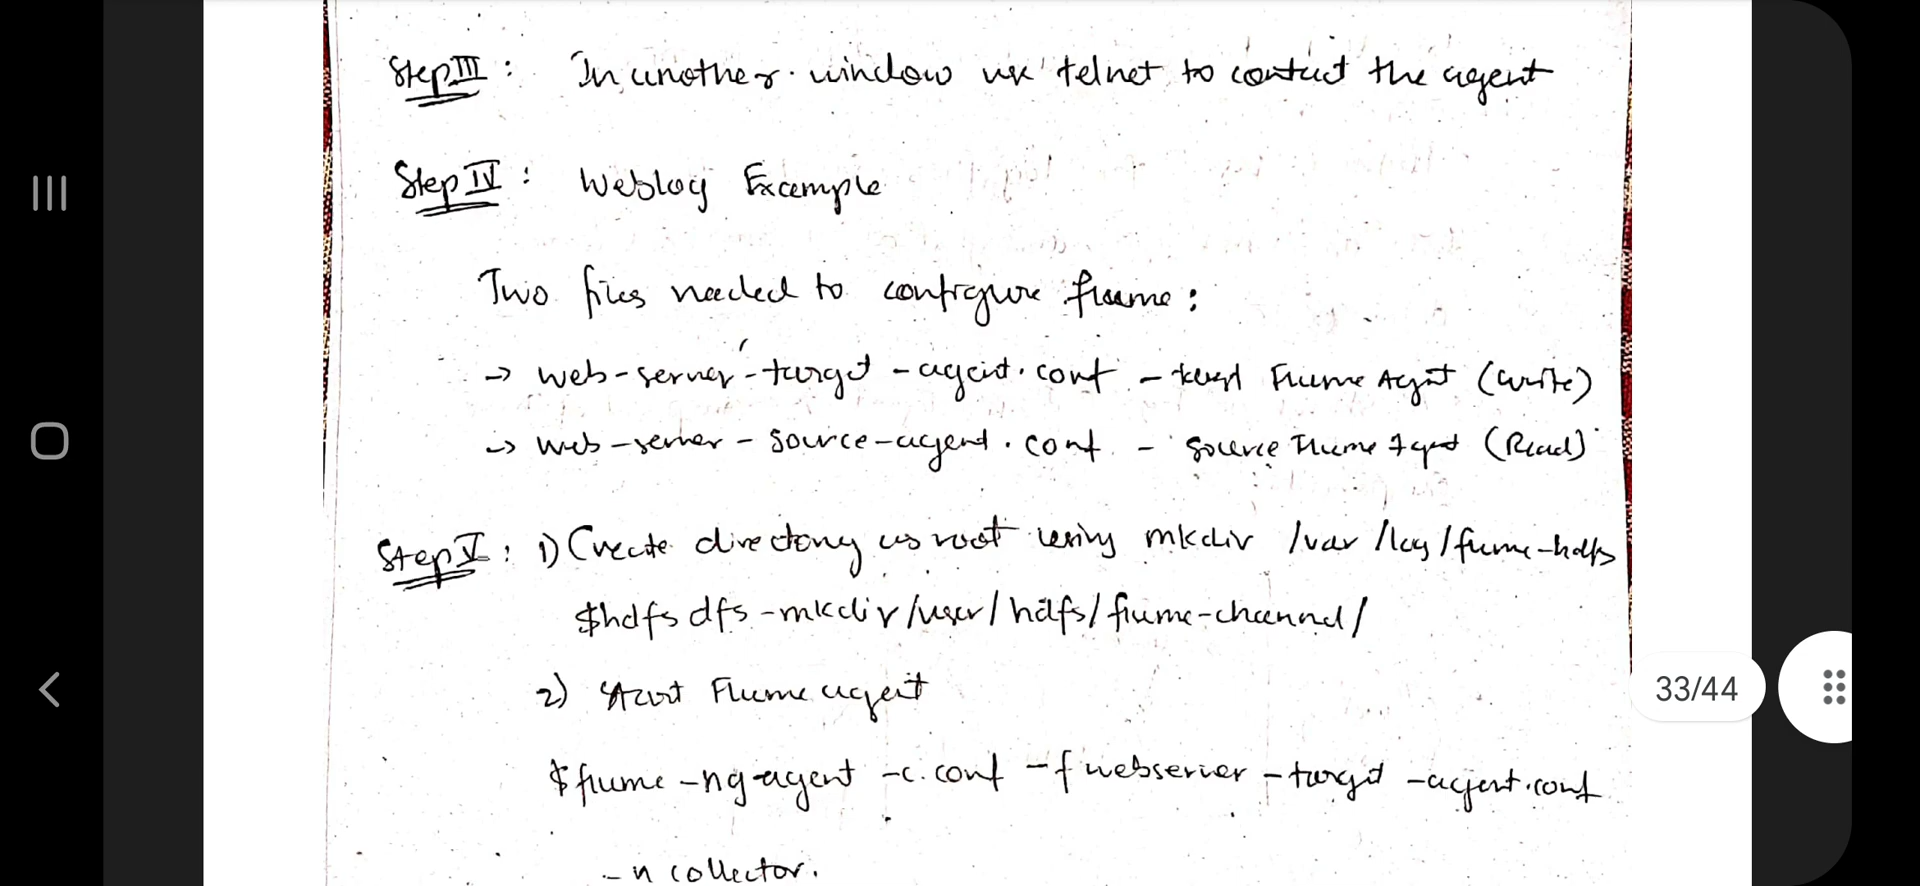 Step III : In another window use telnet to contact the agent
Step IV : Weblog Example
Two files needed to configure flume :
→ web-server-target-agent.conf - target Flume Agent (write)
→ web-server-source-agent.conf - Source Flume Agent (Read)
Step V : 1) Create directory as root using mkdir /var/log/flume-hdfs
$hdfs dfs -mkdir /user/hdfs/flume-channel/
2) Start Flume agent
$flume-ng-agent -c.conf -f webserver-target-agent.conf
-n collector.
33/44